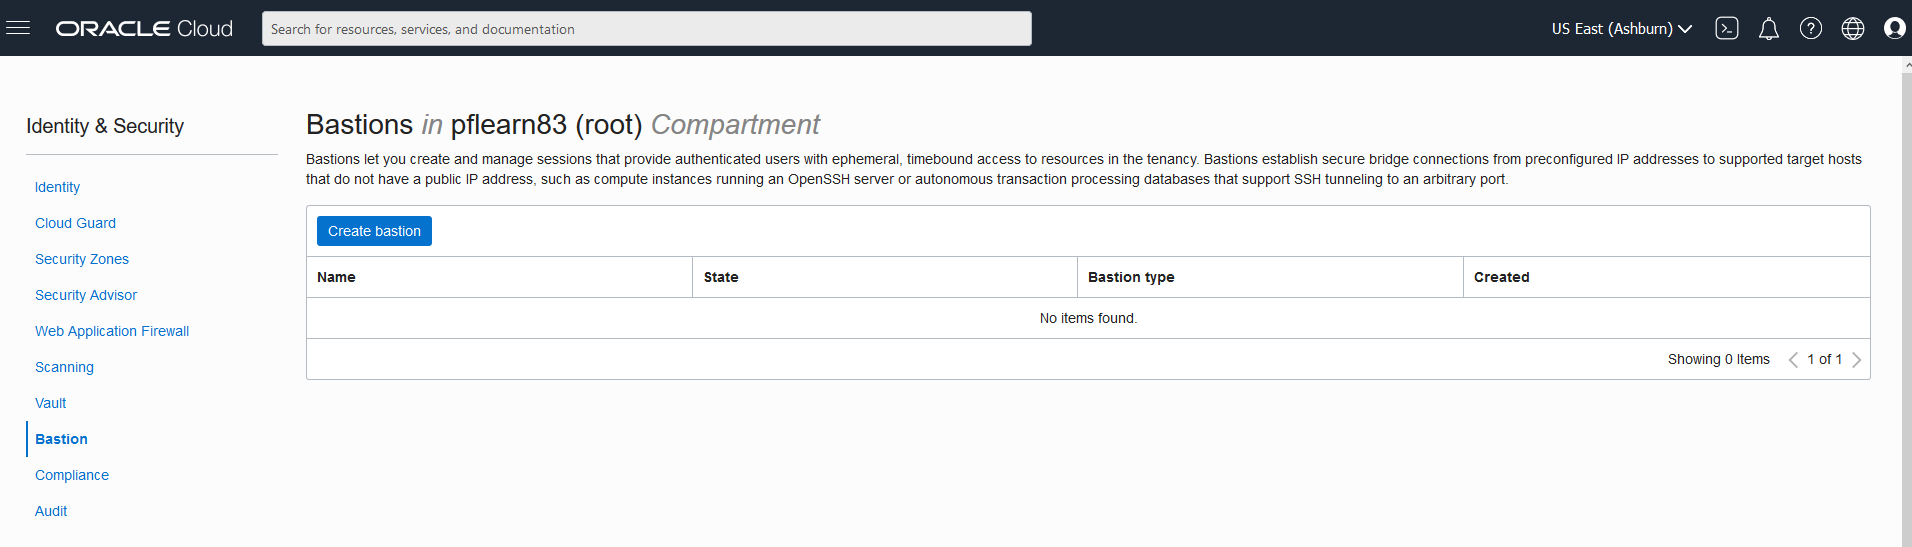 ORACLE Cloud
Search for resources, services, and documentation
US East (Ashburn)
Identity & Security
Identity
Cloud Guard
Security Zones
Security Advisor
Web Application Firewall
Scanning
Vault
Bastion
Compliance
Audit
Bastions in pflearn83 (root) Compartment
Bastions let you create and manage sessions that provide authenticated users with ephemeral, timebound access to resources in the tenancy. Bastions establish secure bridge connections from preconfigured IP addresses to supported target hosts
that do not have a public IP address, such as compute instances running an OpenSSH server or autonomous transaction processing databases that support SSH tunneling to an arbitrary port.
Create bastion
Name State Bastion type Created
No items found.
Showing 0 Items 1 of 1